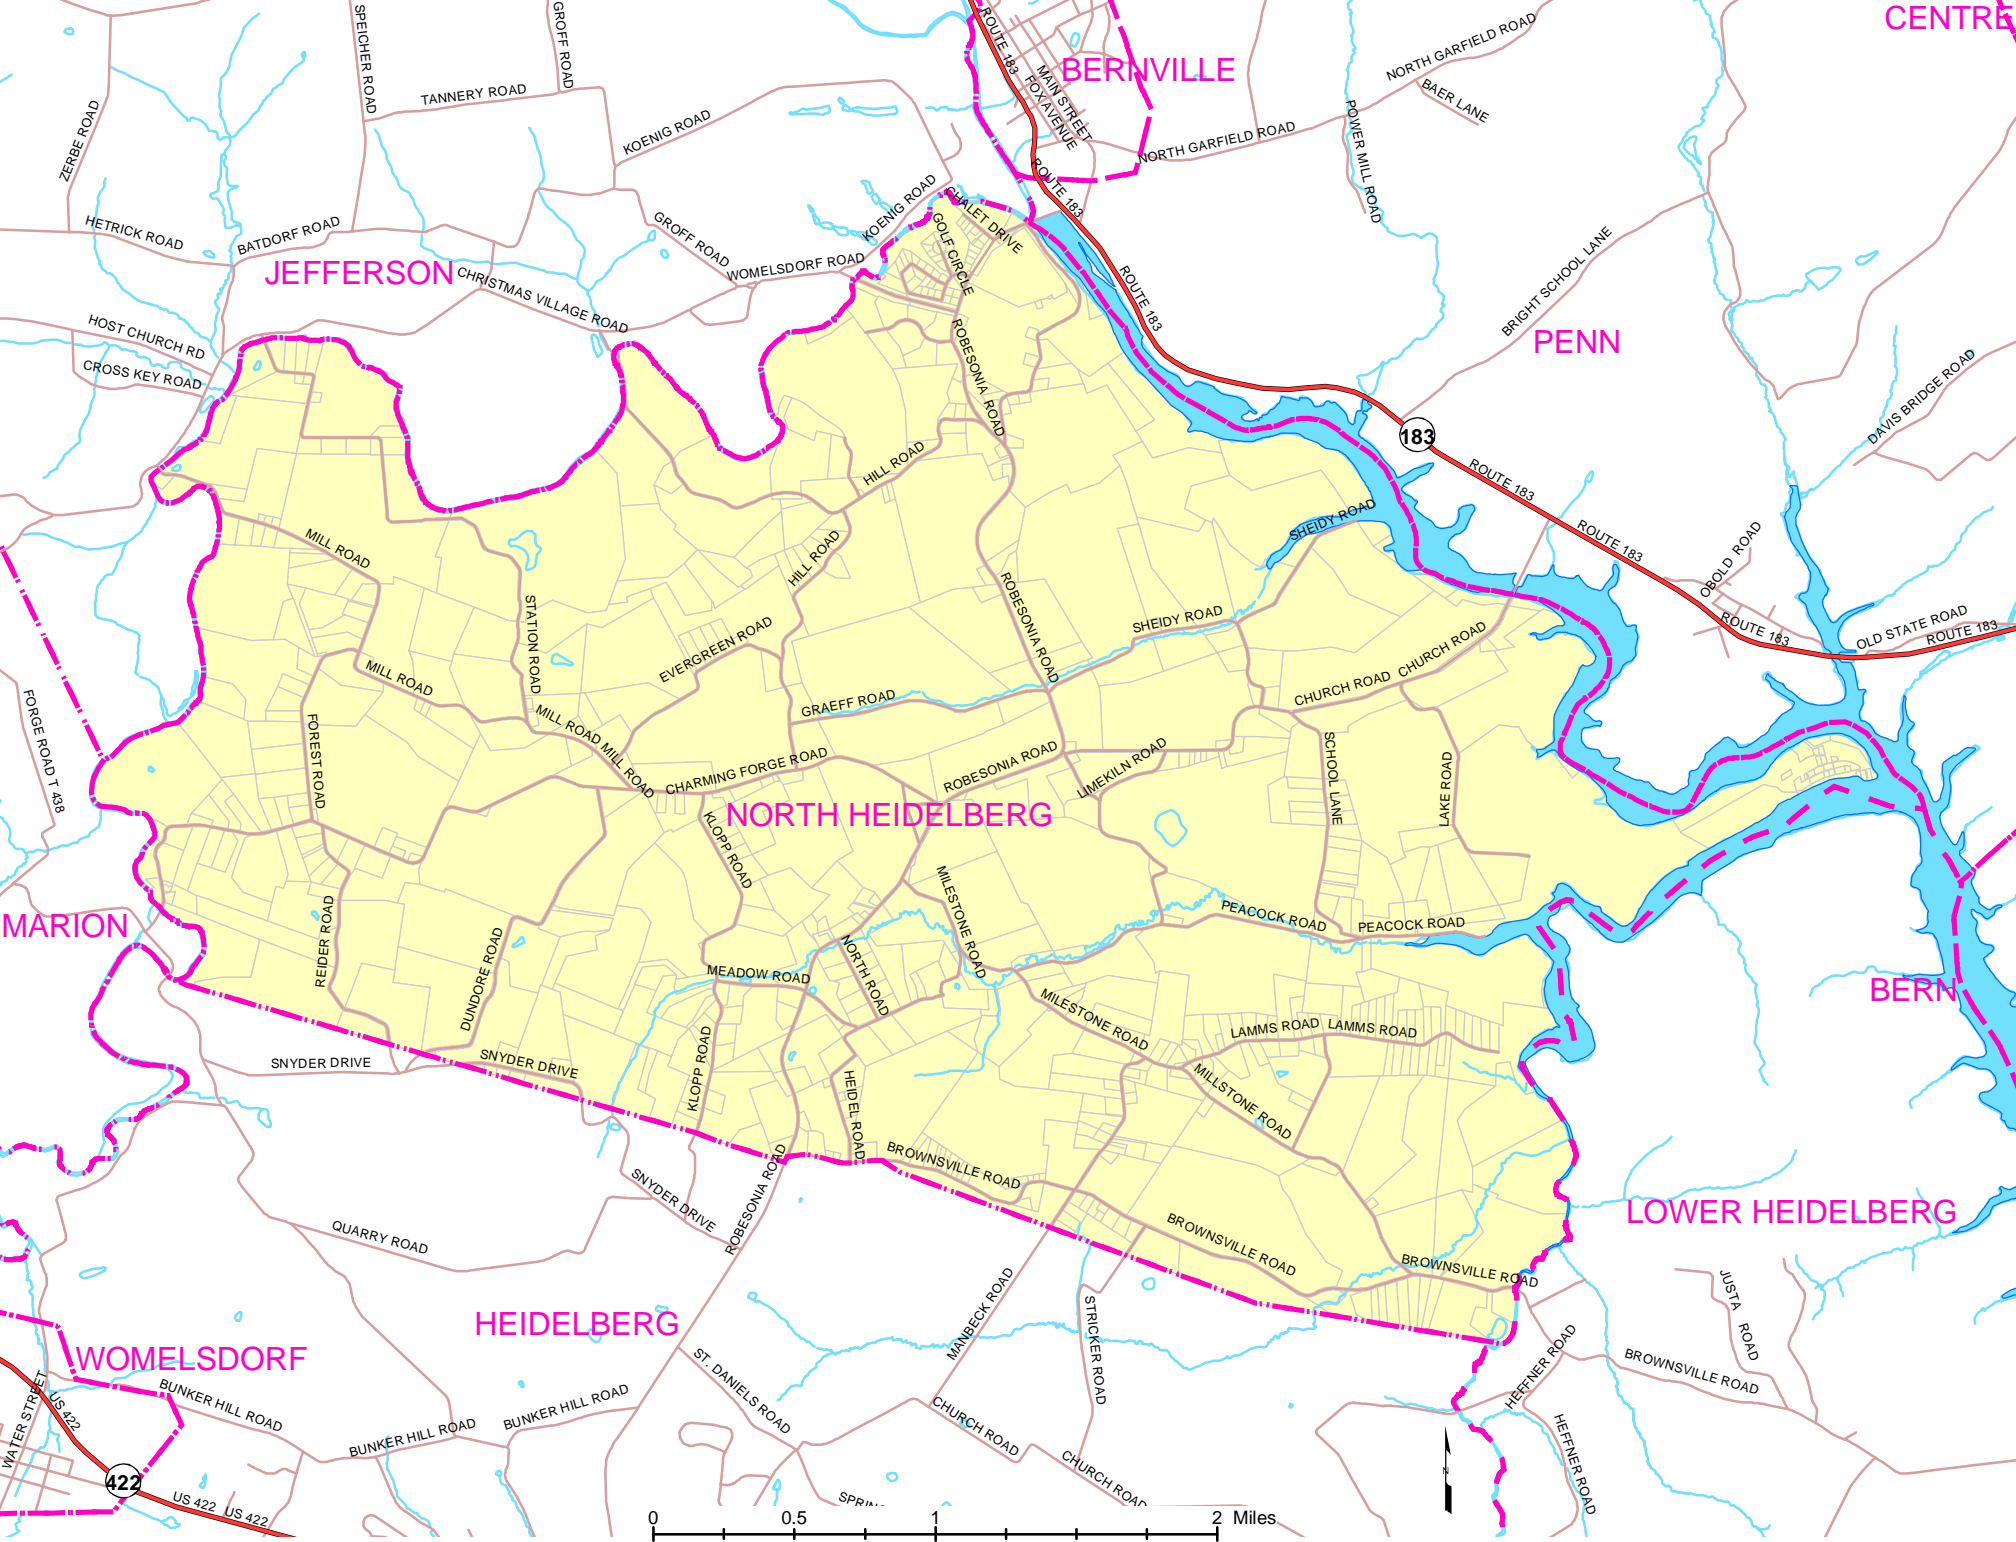 CENTRE
SPEICHER ROAD
GROFF ROAD
ROUTE 183
BERNVILLE
MAIN STREET
FOX AVENUE
NORTH GARFIELD ROAD
BAER LANE
TANNERY ROAD
ZERBE ROAD
KOENIG ROAD
NORTH GARFIELD ROAD
POWER MILL ROAD
ROUTE 183
KOENIG ROAD
CHALET DRIVE
GOLF CIRCLE
HETRICK ROAD
BATDORF ROAD
GROFF ROAD
WOMELSDORF ROAD
JEFFERSON
CHRISTMAS VILLAGE ROAD
ROUTE 183
BRIGHT SCHOOL LANE
PENN
HOST CHURCH RD
CROSS KEY ROAD
ROBESONIA ROAD
DAVIS BRIDGE ROAD
183
HILL ROAD
ROUTE 183
SHEIDY ROAD
ROUTE 183
MILL ROAD
HILL ROAD
OBOLD ROAD
STATION ROAD
ROBESONIA ROAD
SHEIDY ROAD
EVERGREEN ROAD
ROUTE 183
OLD STATE ROAD
ROUTE 183
CHURCH ROAD
CHURCH ROAD
MILL ROAD
GRAEFF ROAD
FORGE ROAD T 438
FOREST ROAD
MILL ROAD
MILL ROAD
CHARMING FORGE ROAD
ROBESONIA ROAD
LIMEKILN ROAD
SCHOOL LANE
LAKE ROAD
NORTH HEIDELBERG
KLOPP ROAD
MILESTONE ROAD
PEACOCK ROAD
PEACOCK ROAD
MARION
REIDER ROAD
DUNDORE ROAD
NORTH ROAD
MEADOW ROAD
BERN
MILESTONE ROAD
LAMMS ROAD
LAMMS ROAD
SNYDER DRIVE
SNYDER DRIVE
KLOPP ROAD
HEIDEL ROAD
MILLSTONE ROAD
BROWNSVILLE ROAD
SNYDER DRIVE
ROBESONIA ROAD
LOWER HEIDELBERG
QUARRY ROAD
BROWNSVILLE ROAD
BROWNSVILLE ROAD
HEIDELBERG
MANBECK ROAD
STRICKER ROAD
JUSTA ROAD
WOMELSDORF
HEFFNER ROAD
BROWNSVILLE ROAD
ST. DANIELS ROAD
WATER STREET
US 422
BUNKER HILL ROAD
BUNKER HILL ROAD
BUNKER HILL ROAD
CHURCH ROAD
CHURCH ROAD
HEFFNER ROAD
N
422
US 422
US 422
SPRING
0 0.5 1 2 Miles